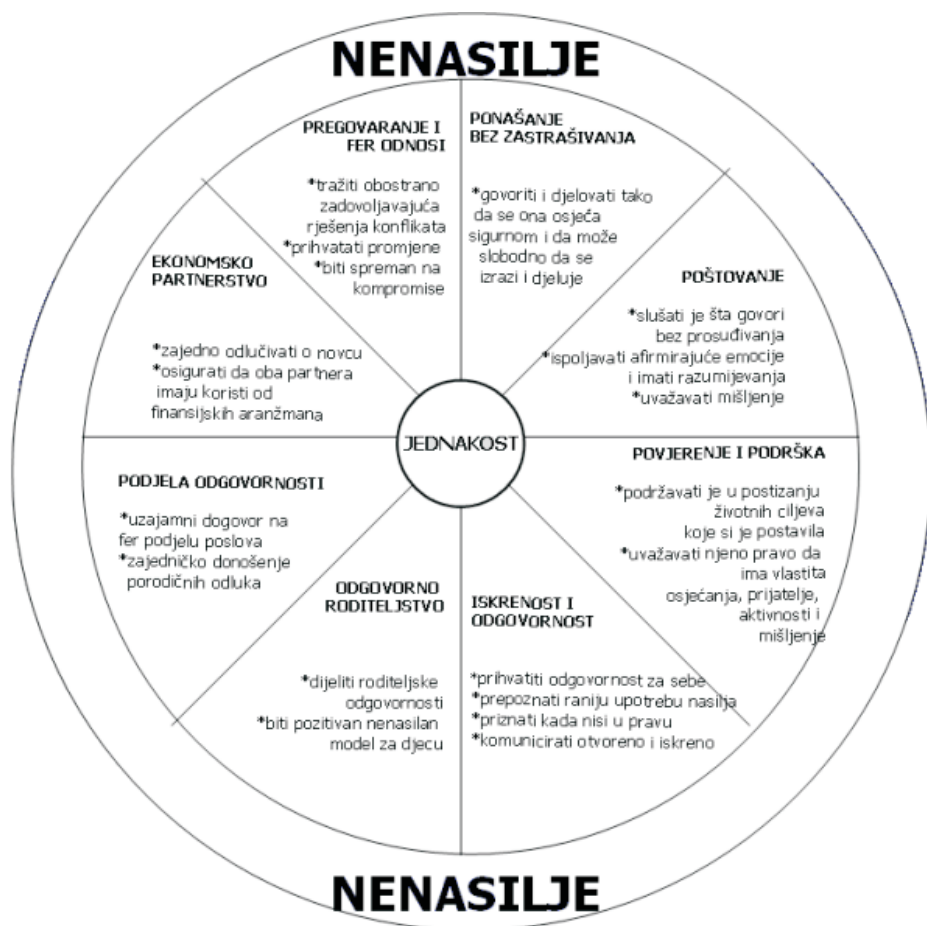 NENASILJE
PREGOVARANJE I
FER ODNOSI
*tražiti obostrano
zadovoljavajuća
rješenja konflikata
*prihvatati promjene
*biti spreman na
kompromise
PONAŠANJE
BEZ ZASTRAŠIVANJA
*govoriti i djelovati tako
da se ona osjeća
sigurnom i da može
slobodno da se
izrazi i djeluje
EKONOMSKO
PARTNERSTVO
*zajedno odlučivati o novcu
*osigurati da oba partnera
imaju koristi od
finansijskih aranžmana
POŠTOVANJE
*slušati je šta govori
bez prosuđivanja
*ispoljavati afirmirajuće emocije
i imati razumijevanja
*uvažavati mišljenje
JEDNAKOST
PODJELA ODGOVORNOSTI
*uzajamni dogovor na
fer podjelu poslova
*zajedničko donošenje
porodičnih odluka
POVJERENJE I PODRŠKA
*podržavati je u postizanju
životnih ciljeva
koje si je postavila
*uvažavati njeno pravo da
ima vlastita
osjećanja, prijatelje,
aktivnosti i
mišljenje
ODGOVORNO
RODITELJSTVO
*dijeliti roditeljske
odgovornosti
*biti pozitivan nenasilan
model za djecu
ISKRENOST I
ODGOVORNOST
*prihvatiti odgovornost za sebe
*prepoznati raniju upotrebu nasilja
*priznati kada nisi u pravu
*komunicirati otvoreno i iskreno
NENASILJE